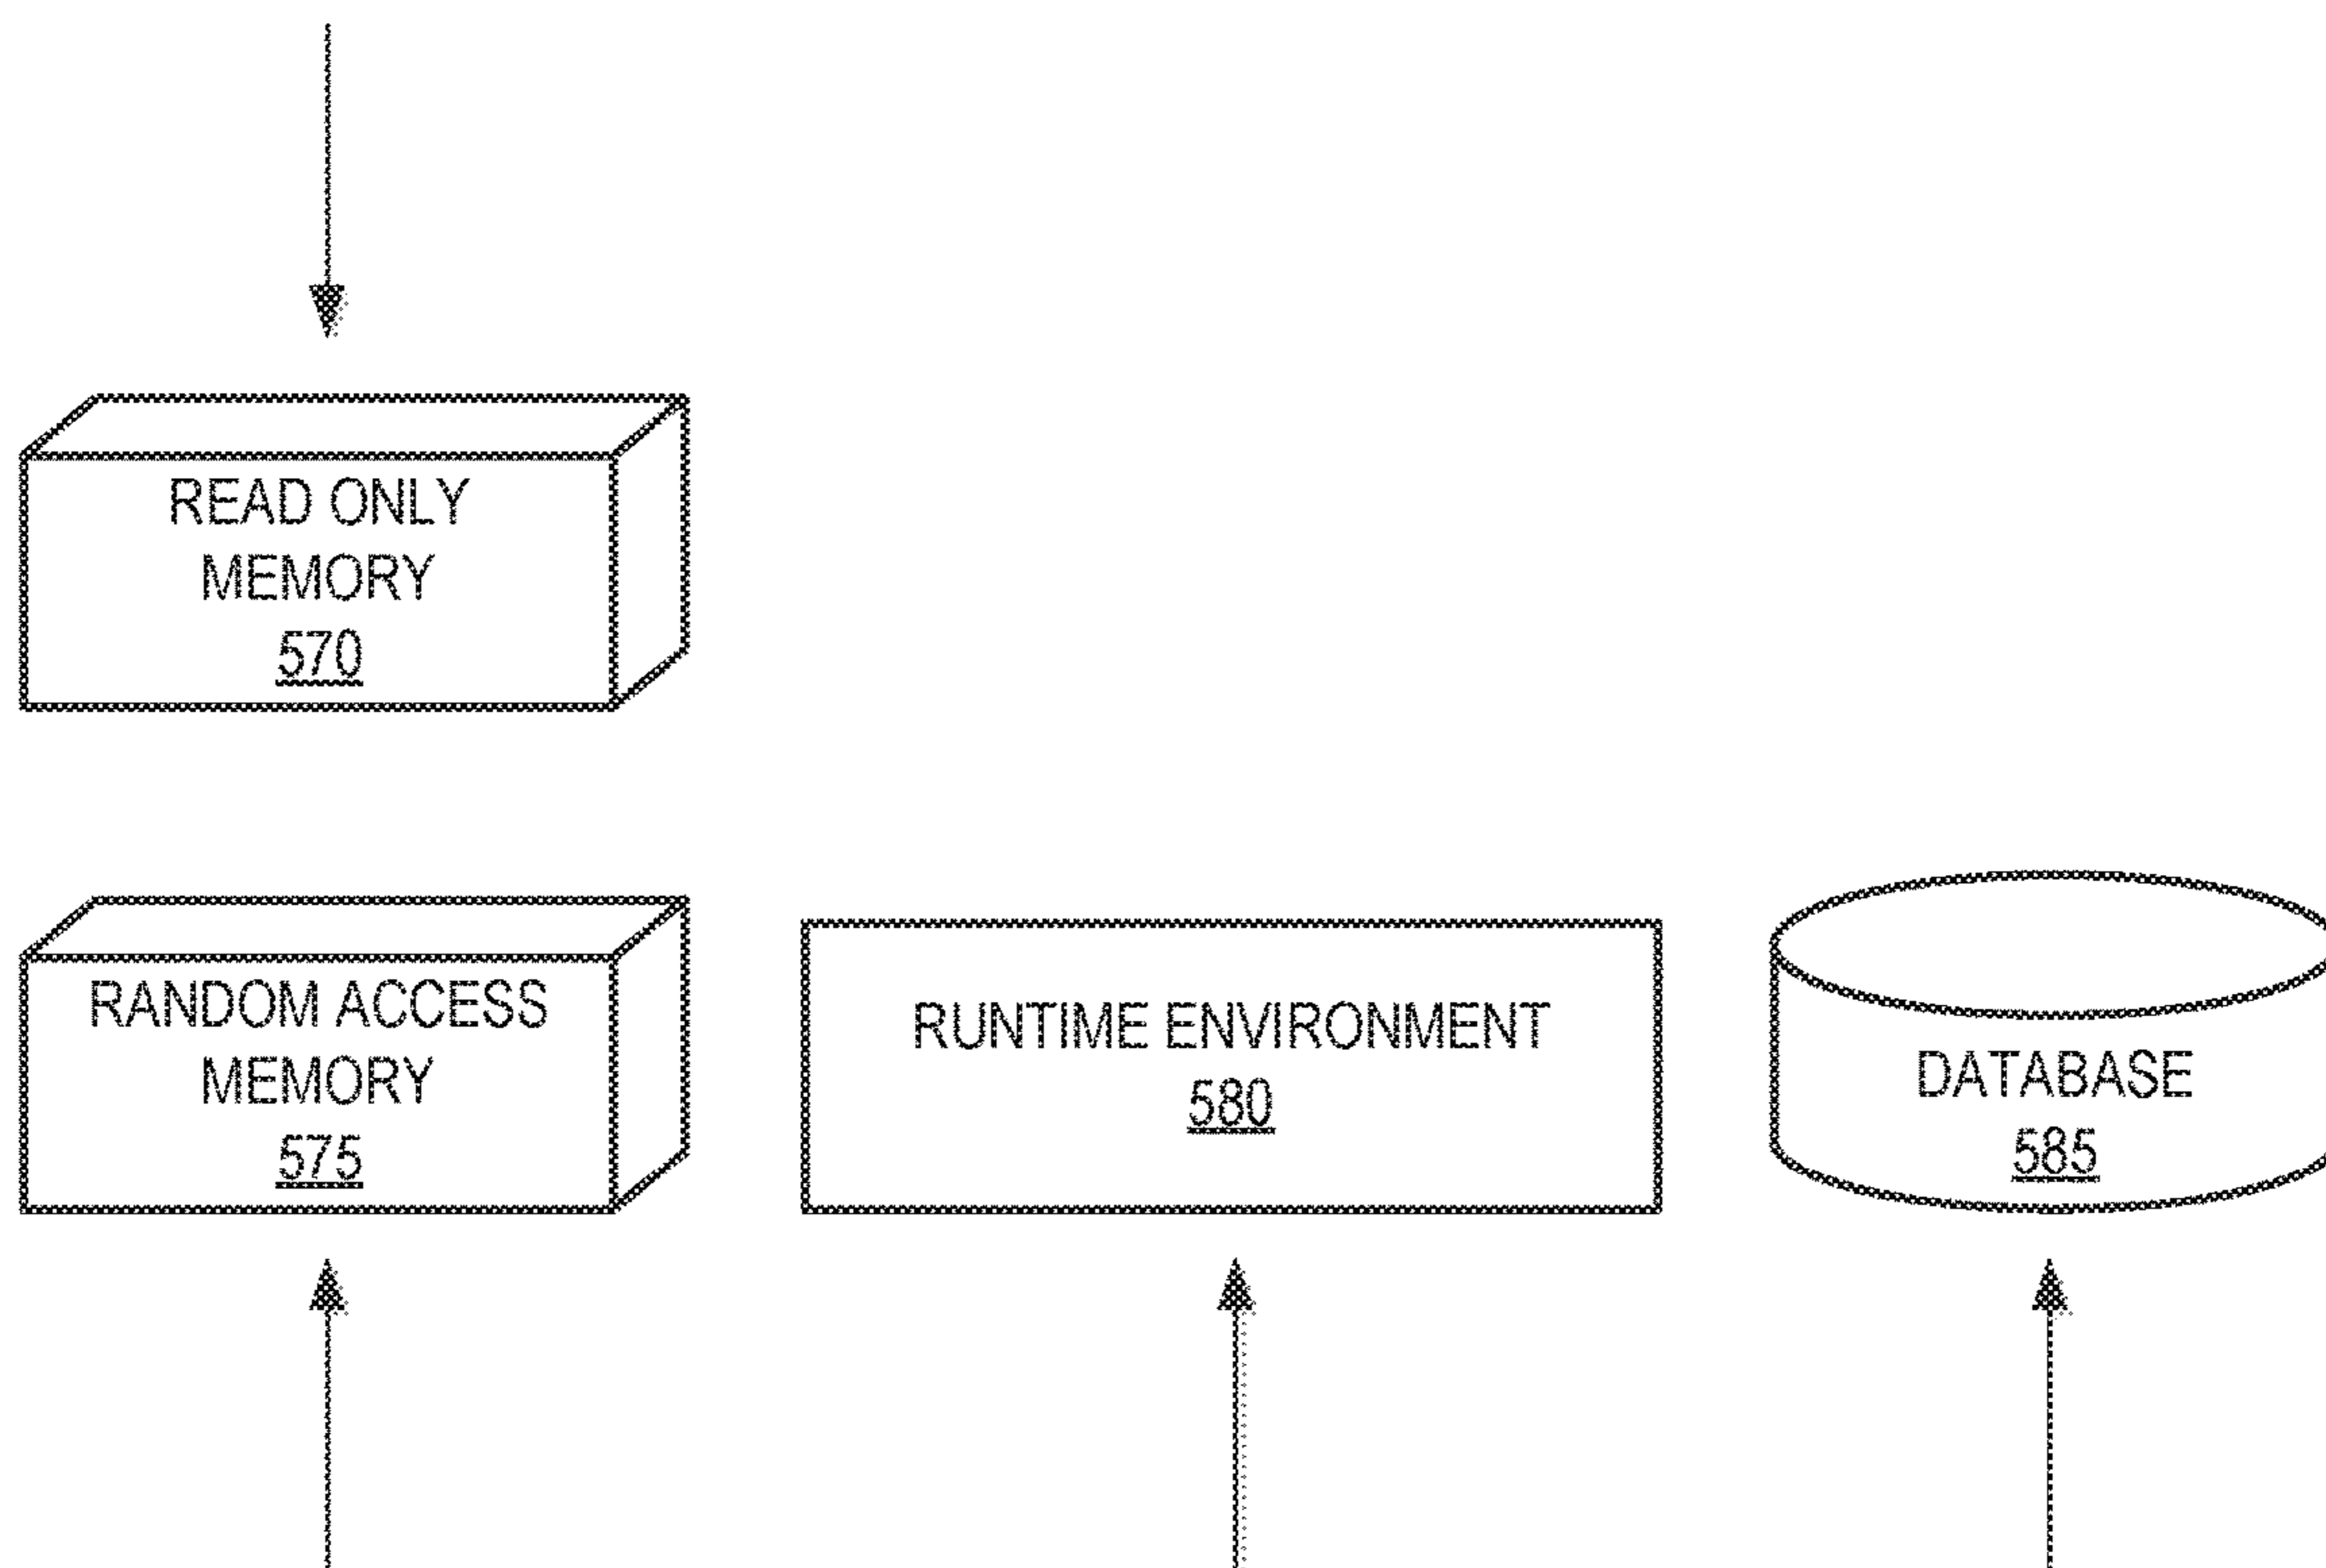 READ ONLY
MEMORY
570
RANDOM ACCESS
MEMORY
575
RUNTIME ENVIRONMENT
580
DATABASE
585